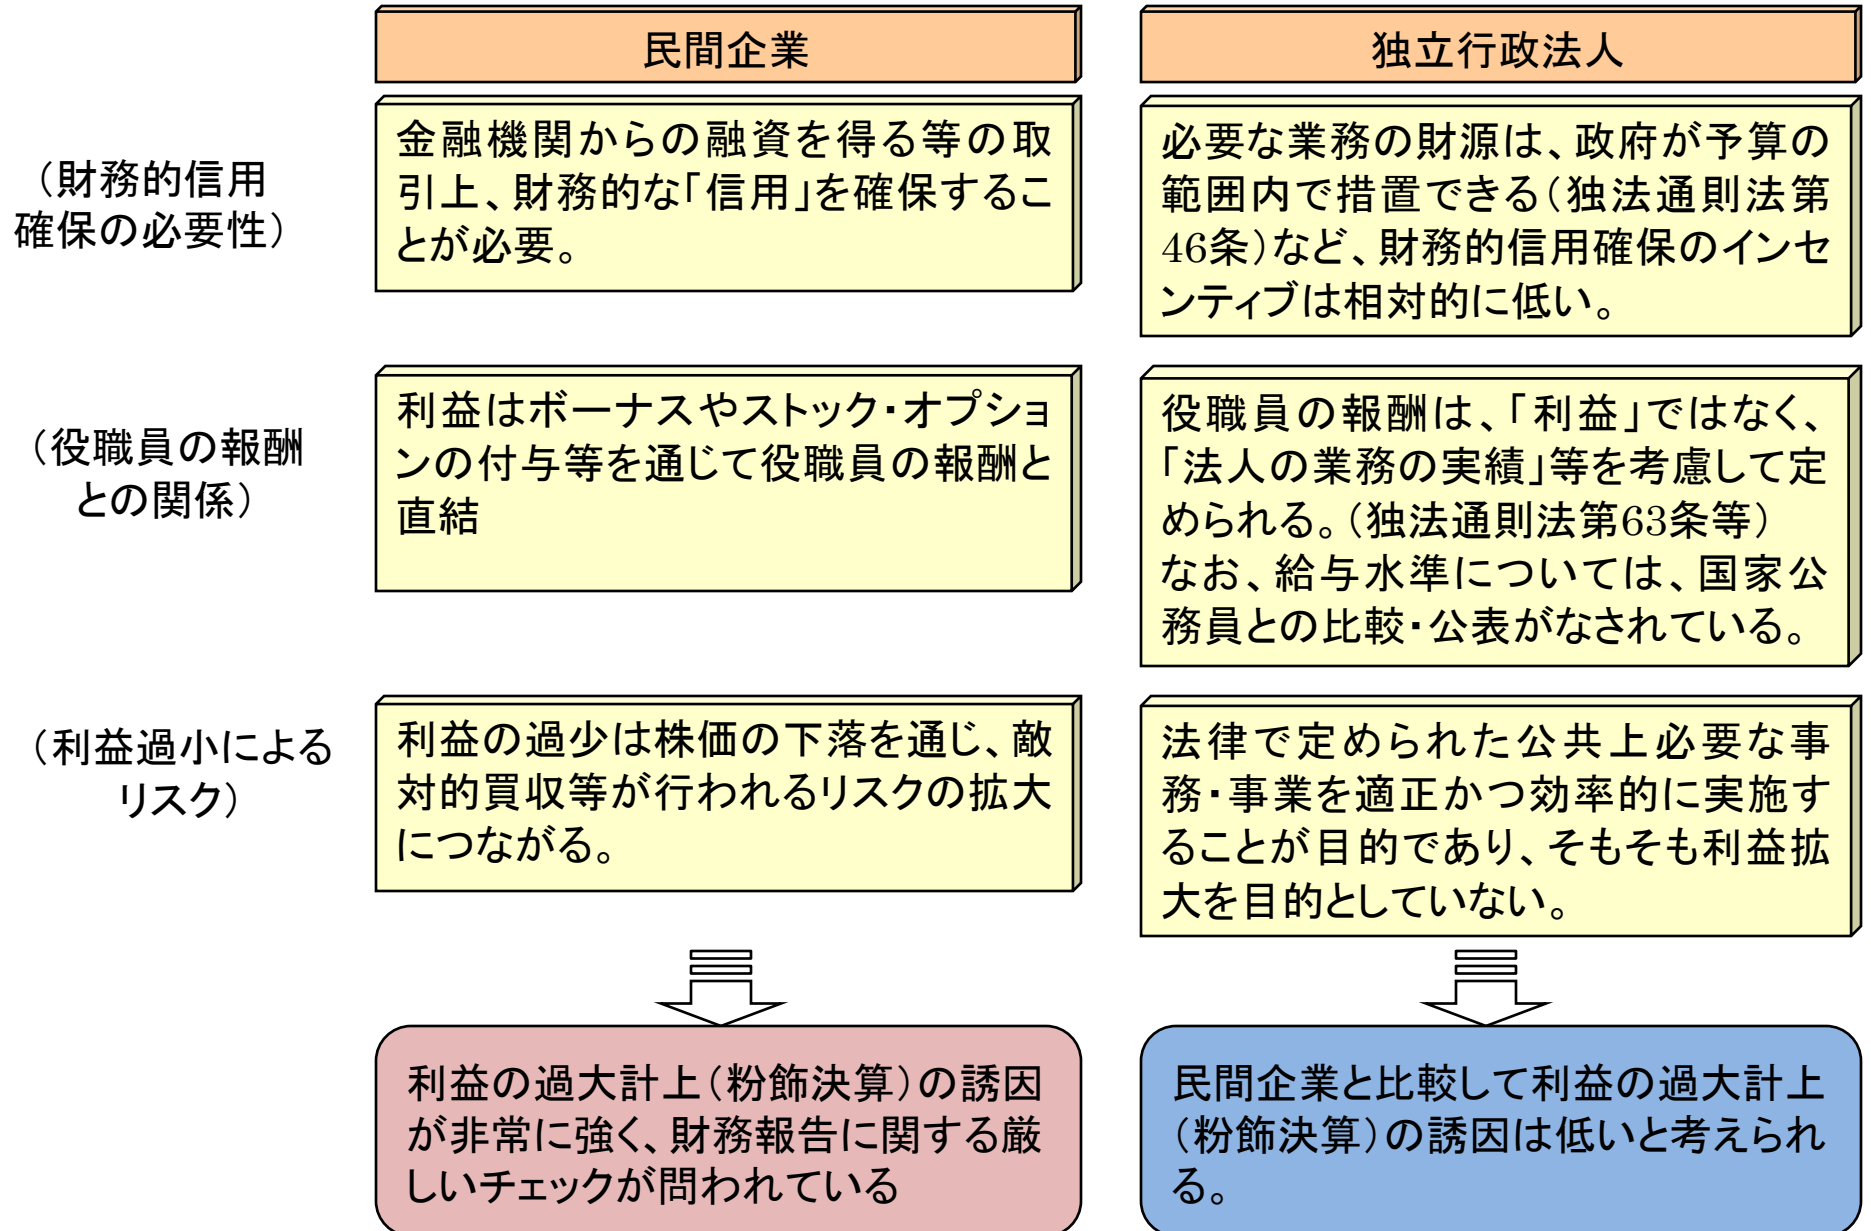 民間企業
独立行政法人
（財務的信用
確保の必要性）
金融機関からの融資を得る等の取
引上、財務的な「信用」を確保するこ
とが必要。
必要な業務の財源は、政府が予算の
範囲内で措置できる（独法通則法第
46条）など、財務的信用確保のインセ
ンティブは相対的に低い。
（役職員の報酬
との関係）
利益はボーナスやストック・オプショ
ンの付与等を通じて役職員の報酬と
直結
役職員の報酬は、「利益」ではなく、
「法人の業務の実績」等を考慮して定
められる。（独法通則法第63条等）
なお、給与水準については、国家公
務員との比較・公表がなされている。
（利益過小による
リスク）
利益の過少は株価の下落を通じ、敵
対的買収等が行われるリスクの拡大
につながる。
法律で定められた公共上必要な事
務・事業を適正かつ効率的に実施す
ることが目的であり、そもそも利益拡
大を目的としていない。
利益の過大計上（粉飾決算）の誘因
が非常に強く、財務報告に関する厳
しいチェックが問われている
民間企業と比較して利益の過大計上
（粉飾決算）の誘因は低いと考えられ
る。